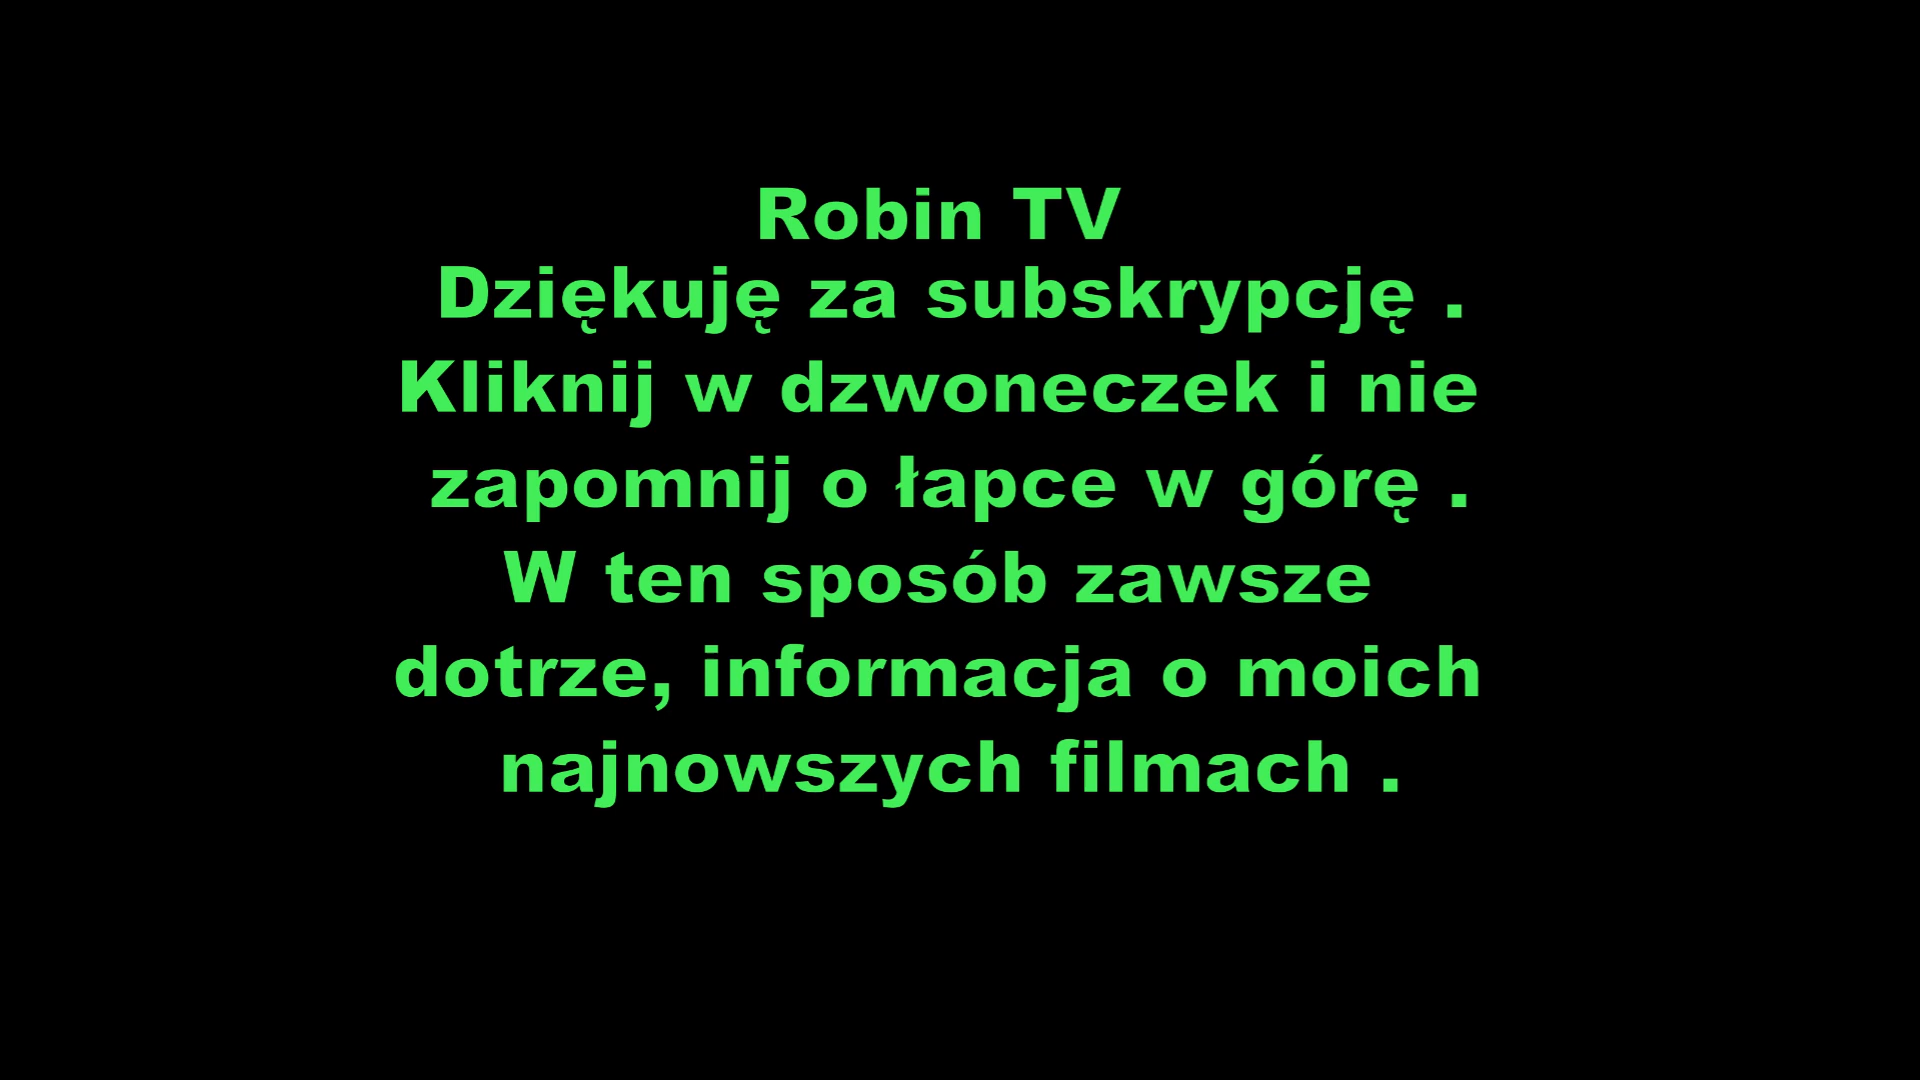 Robin TV
Dziękuję za subskrypcję .
Kliknij w dzwoneczek i nie
zapomnij o łapce w górę .
W ten sposób zawsze
dotrze, informacja o moich
najnowszych filmach .